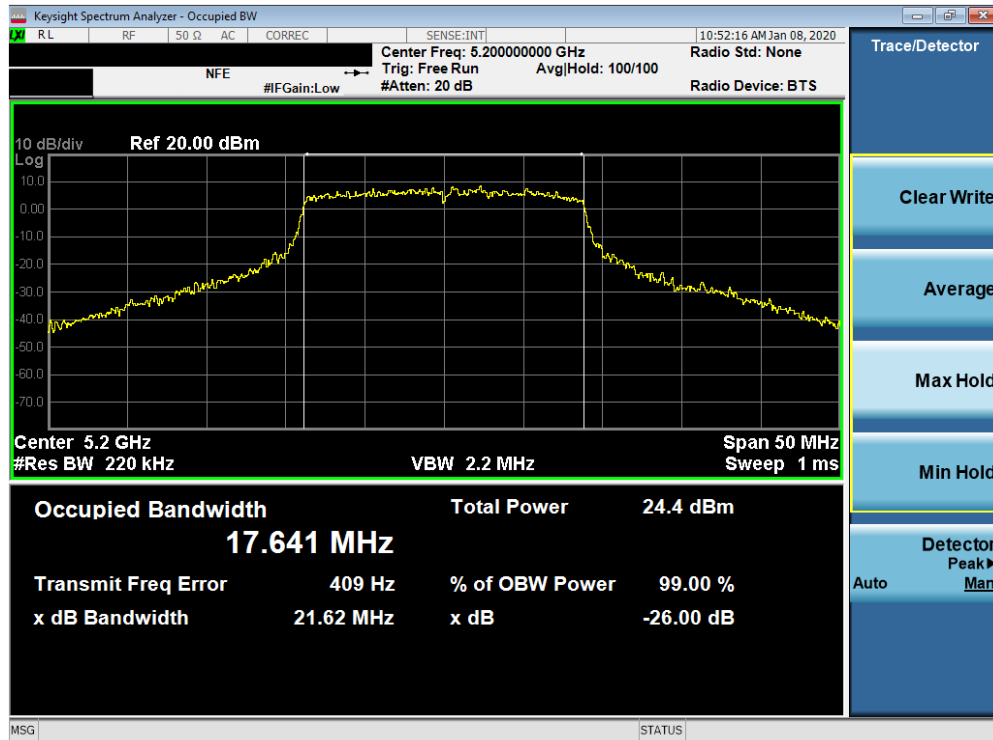 Keysight Spectrum Analyzer - Occupied BW
LXI RL RF 50 Ω AC CORREC SENSE:INT 10:52:16 AM Jan 08, 2020
Center Freq: 5.200000000 GHz Radio Std: None
NFE Trig: Free Run Avg|Hold: 100/100
#IFGain:Low #Atten: 20 dB Radio Device: BTS
10 dB/div Ref 20.00 dBm
Log
10.0
0.00
-10.0
-20.0
-30.0
-40.0
-50.0
-60.0
-70.0
Center 5.2 GHz Span 50 MHz
#Res BW 220 kHz VBW 2.2 MHz Sweep 1 ms
Occupied Bandwidth Total Power 24.4 dBm
17.641 MHz
Transmit Freq Error 409 Hz % of OBW Power 99.00 %
x dB Bandwidth 21.62 MHz x dB -26.00 dB
MSG STATUS
Trace/Detector
Clear Write
Average
Max Hold
Min Hold
Detector
Peak▶
Auto Man